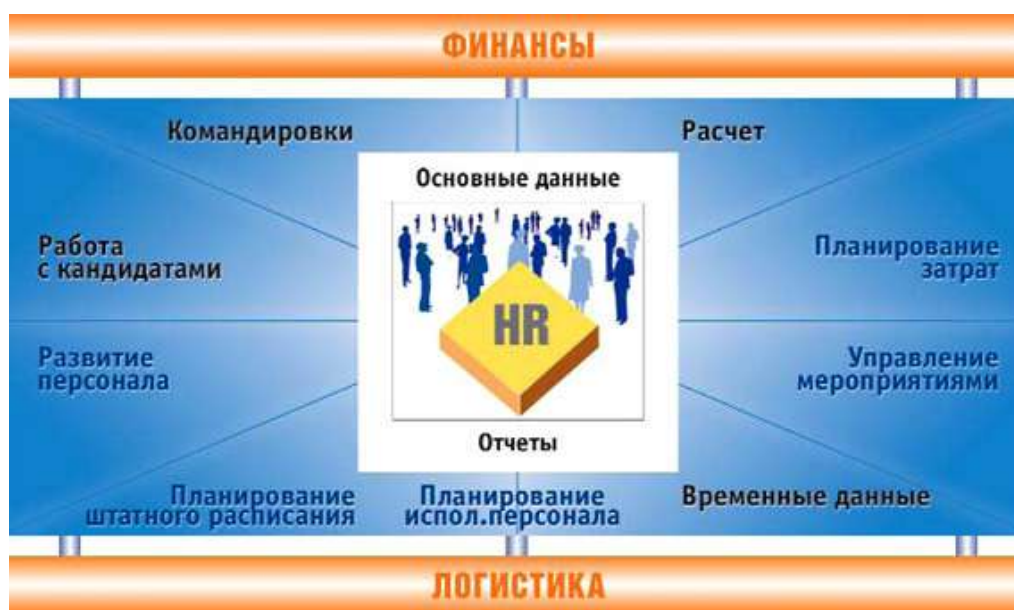 ФИНАНСЫ
Командировки
Расчет
Основные данные
Работа
с кандидатами
Планирование
затрат
HR
Развитие
персонала
Управление
мероприятиями
Отчеты
Планирование
штатного расписания
Планирование
испол.персонала
Временные данные
ЛОГИСТИКА